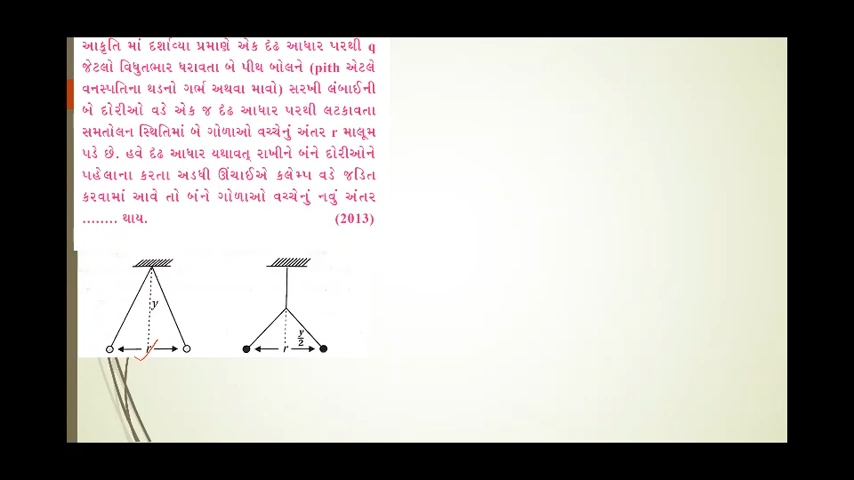 આકૃતિ માં દર્શાવ્યા પ્રમાણે એક દૃઢ આધાર પરથી q
જેટલો વિધુતભાર ધરાવતા બે પીથ બોલને (pith એટલે
વનસ્પતિના થડનો ગર્ભ અથવા માવો) સરખી લંબાઈની
બે દોરીઓ વડે એક જ દૃઢ આધાર પરથી લટકાવતા
સમતોલન સ્થિતિમાં બે ગોળાઓ વચ્ચેનું અંતર r માલૂમ
પડે છે. હવે દૃઢ આધાર યથાવત્ રાખીને બંને દોરીઓને
પહેલાના કરતા અડધી ઊંચાઈએ કલેમ્પ વડે જડિત
કરવામાં આવે તો બંને ગોળાઓ વચ્ચેનું નવું અંતર
........ થાય. (2013)
y
r
y/2
r